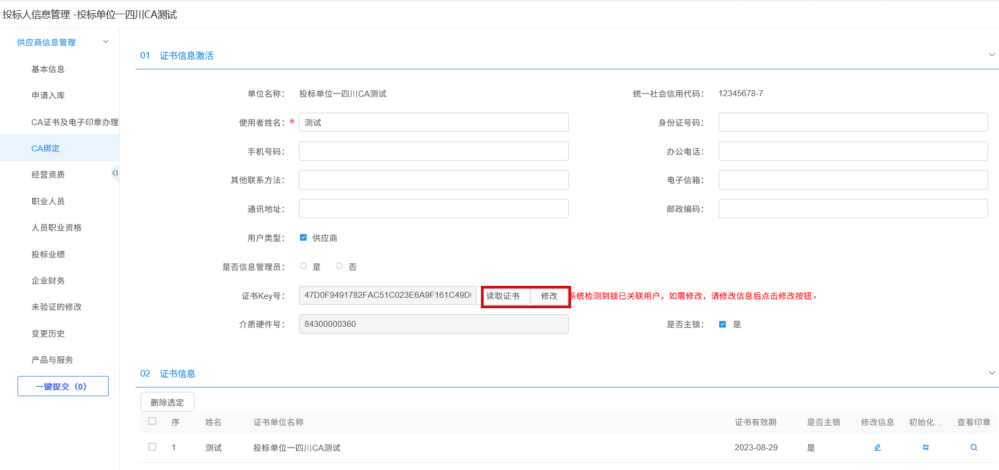 投标人信息管理 -投标单位一四川CA测试
供应商信息管理
基本信息
申请入库
CA证书及电子印章办理
CA绑定
经营资质
职业人员
人员职业资格
投标业绩
企业财务
未验证的修改
变更历史
产品与服务
一键提交（0）
01 证书信息激活
单位名称： 投标单位一四川CA测试 统一社会信用代码： 12345678-7
使用者姓名：* 测试 身份证号码：
手机号码： 办公电话：
其他联系方法： 电子信箱：
通讯地址： 邮政编码：
用户类型： 供应商
是否信息管理员： 是 否
证书Key号： 47D0F9491782FAC51C023E6A9F161C49D 读取证书 修改 系统检测到锁已关联用户，如需修改，请修改信息后点击修改按钮。
介质硬件号： 84300000360 是否主锁： 是
02 证书信息
删除选定
序 姓名 证书单位名称 证书有效期 是否主锁 修改信息 初始化... 查看印章
1 测试 投标单位一四川CA测试 2023-08-29 是